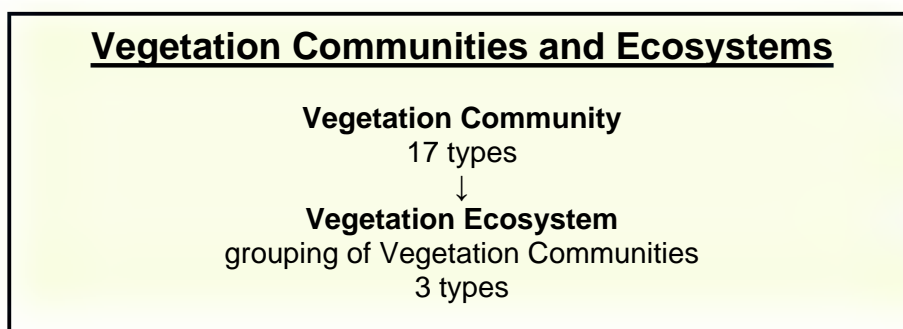 Vegetation Communities and Ecosystems
Vegetation Community
17 types
↓
Vegetation Ecosystem
grouping of Vegetation Communities
3 types